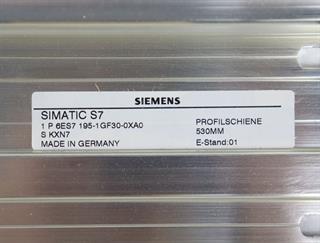 SIEMENS
SIMATIC S7
1 P 6ES7 195-1GF30-0XA0
S KXN7
MADE IN GERMANY
PROFILSCHIENE
530MM
E-Stand:01